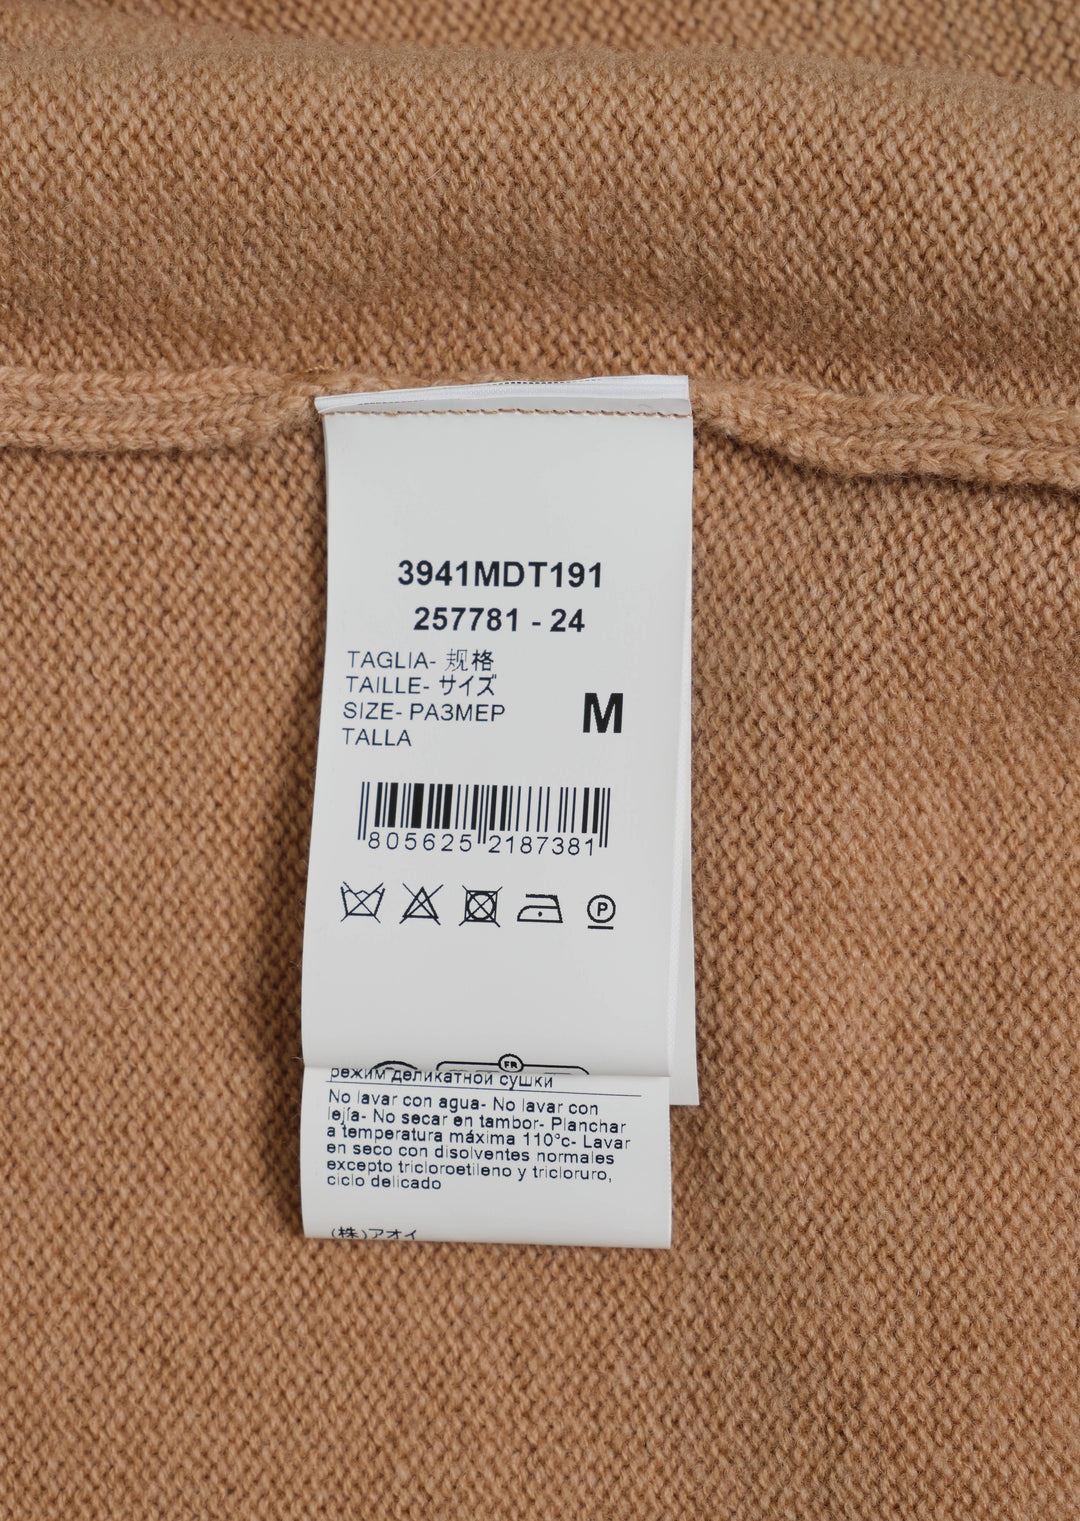 3941MDT191
257781 - 24
TAGLIA- 规格
TAILLE- サイズ
SIZE- РАЗМЕР
TALLA
M
805625 2187381
P
FR
режим деликатной сушки
No lavar con agua- No lavar con
lejía- No secar en tambor- Planchar
a temperatura máxima 110°c- Lavar
en seco con disolventes normales
excepto tricloroetileno y tricloruro,
ciclo delicado
(株)アオイ